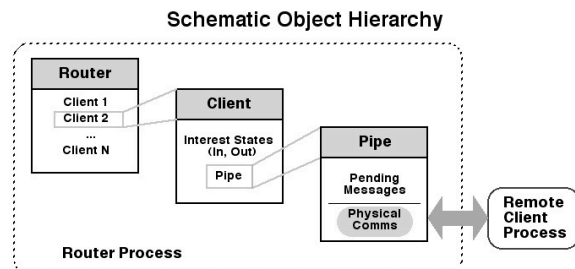 Schematic Object Hierarchy
Router
Client 1
Client 2
...
Client N
Client
Interest States
(In, Out)
Pipe
Pipe
Pending
Messages
Physical
Comms
Remote
Client
Process
Router Process